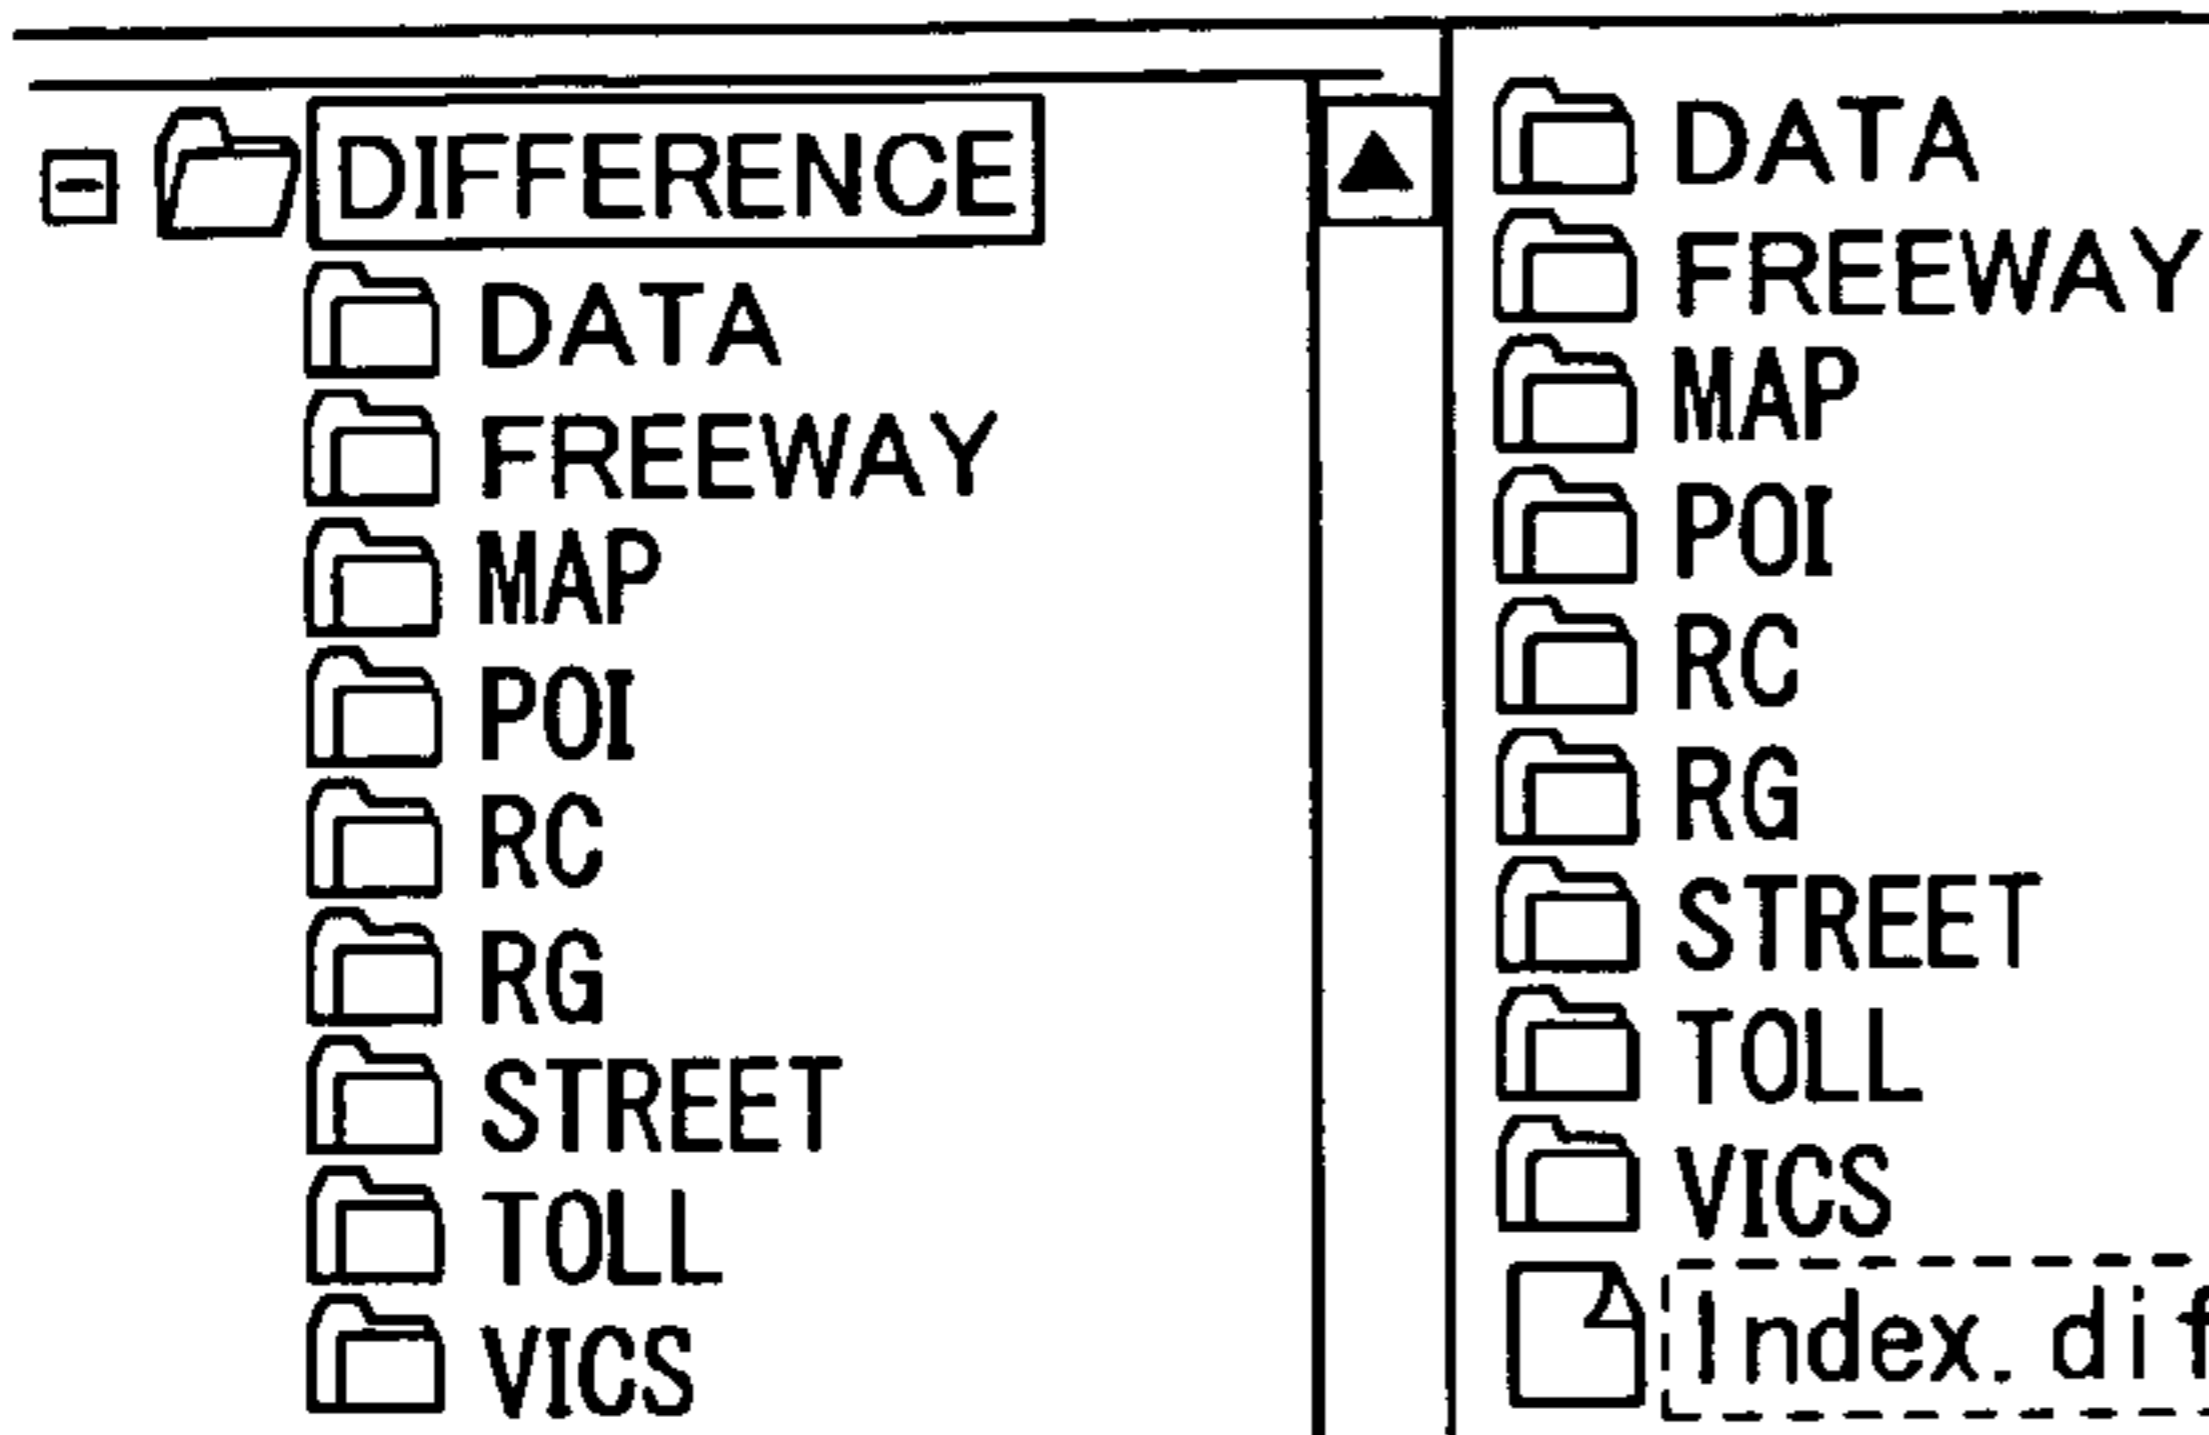 DIFFERENCE
DATA
FREEWAY
MAP
POI
RC
RG
STREET
TOLL
VICS
DATA
FREEWAY
MAP
POI
RC
RG
STREET
TOLL
VICS
Index.dif